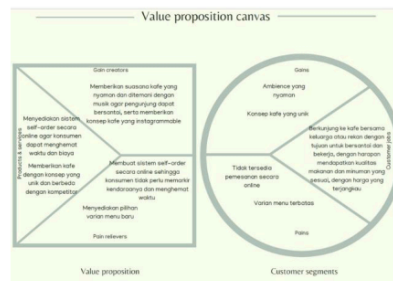 Value proposition canvas
Gain creators
Memberikan suasana kafe yang
nyaman dan ditemani dengan
musik agar pengunjung dapat
bersantai, serta memberikan
konsep kafe yang instagrammable
Products & services
Menyediakan sistem
self-order secara
online agar konsumen
dapat menghemat
waktu dan biaya
Memberikan kafe
dengan konsep yang
unik dan berbeda
dengan kompetitor
Membuat sistem self-order
secara online sehingga
konsumen tidak perlu memarkir
kendaraannya dan menghemat
waktu
Menyediakan pilihan
varian menu baru
Pain relievers
Value proposition
Gains
Ambience yang
nyaman
Konsep kafe yang unik
Berkunjung ke kafe bersama
keluarga atau rekan dengan
tujuan untuk bersantai dan
bekerja, dengan harapan
mendapatkan kualitas
makanan dan minuman yang
sesuai, dengan harga yang
terjangkau
Customer jobs
Tidak tersedia
pemesanan secara
online
Varian menu terbatas
Pains
Customer segments